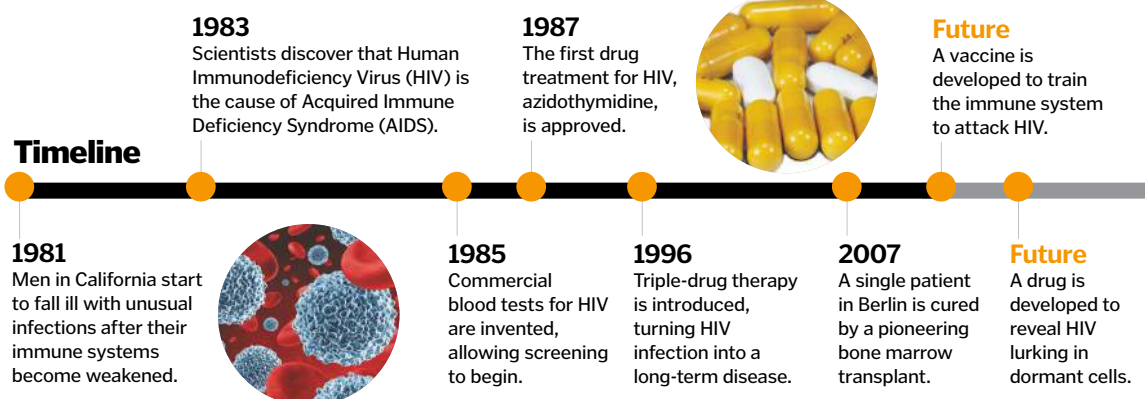 Timeline
1981
Men in California start
to fall ill with unusual
infections after their
immune systems
become weakened.
1983
Scientists discover that Human
Immunodeficiency Virus (HIV) is
the cause of Acquired Immune
Deficiency Syndrome (AIDS).
1985
Commercial
blood tests for HIV
are invented,
allowing screening
to begin.
1987
The first drug
treatment for HIV,
azidothymidine,
is approved.
1996
Triple-drug therapy
is introduced,
turning HIV
infection into a
long-term disease.
2007
A single patient
in Berlin is cured
by a pioneering
bone marrow
transplant.
Future
A vaccine is
developed to train
the immune system
to attack HIV.
Future
A drug is
developed to
reveal HIV
lurking in
dormant cells.